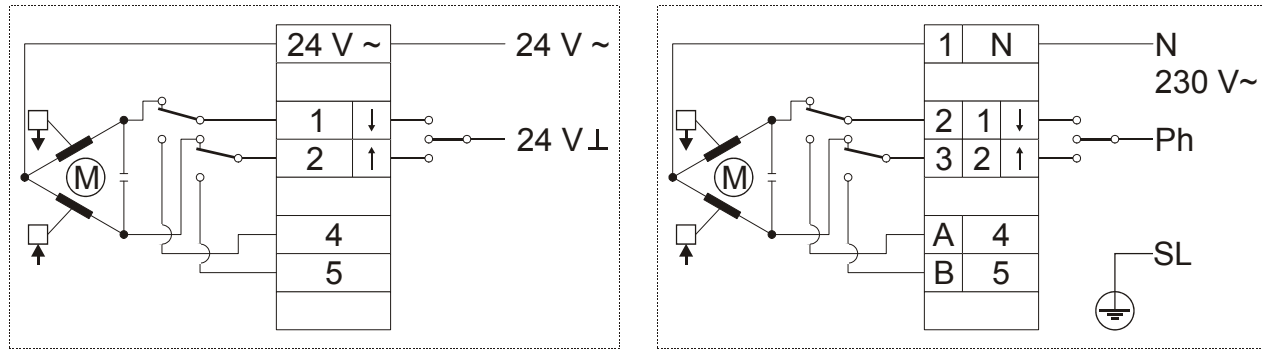 24 V ~ 24 V ~
1 ↓
24 V ⊥
2 ↑
M
4
5
1 N N
230 V~
2 1 ↓
Ph
3 2 ↑
M
A 4
SL
B 5